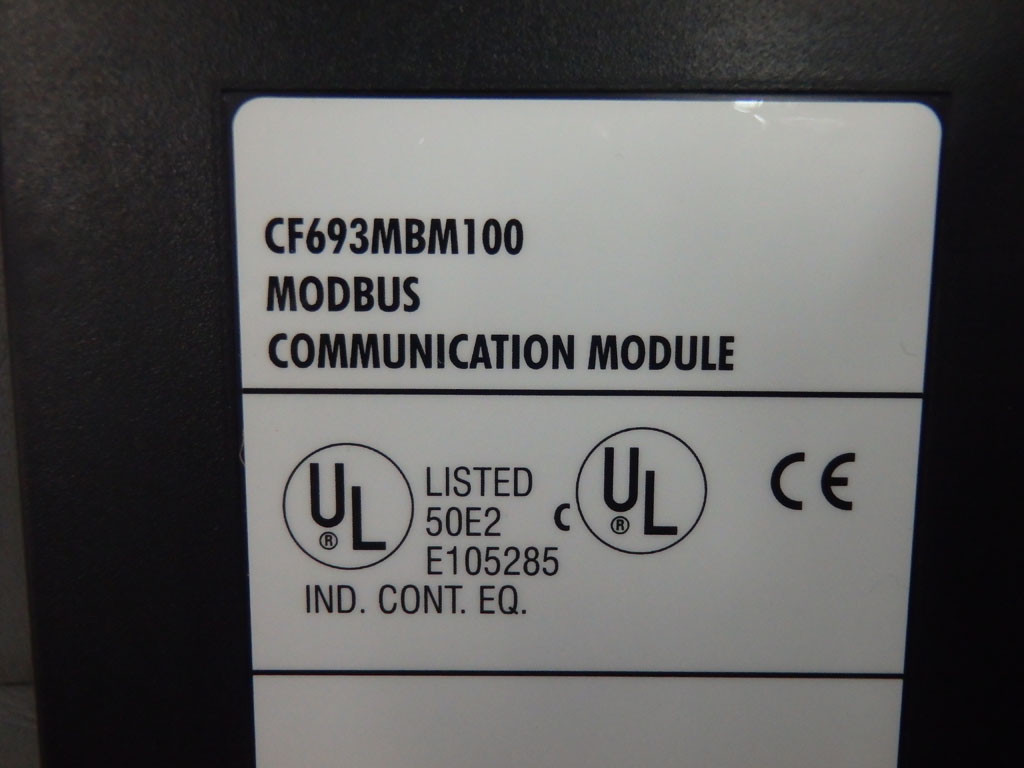 CF693MBM100
MODBUS
COMMUNICATION MODULE
UL® LISTED
50E2
E105285
IND. CONT. EQ.
C UL®
CE